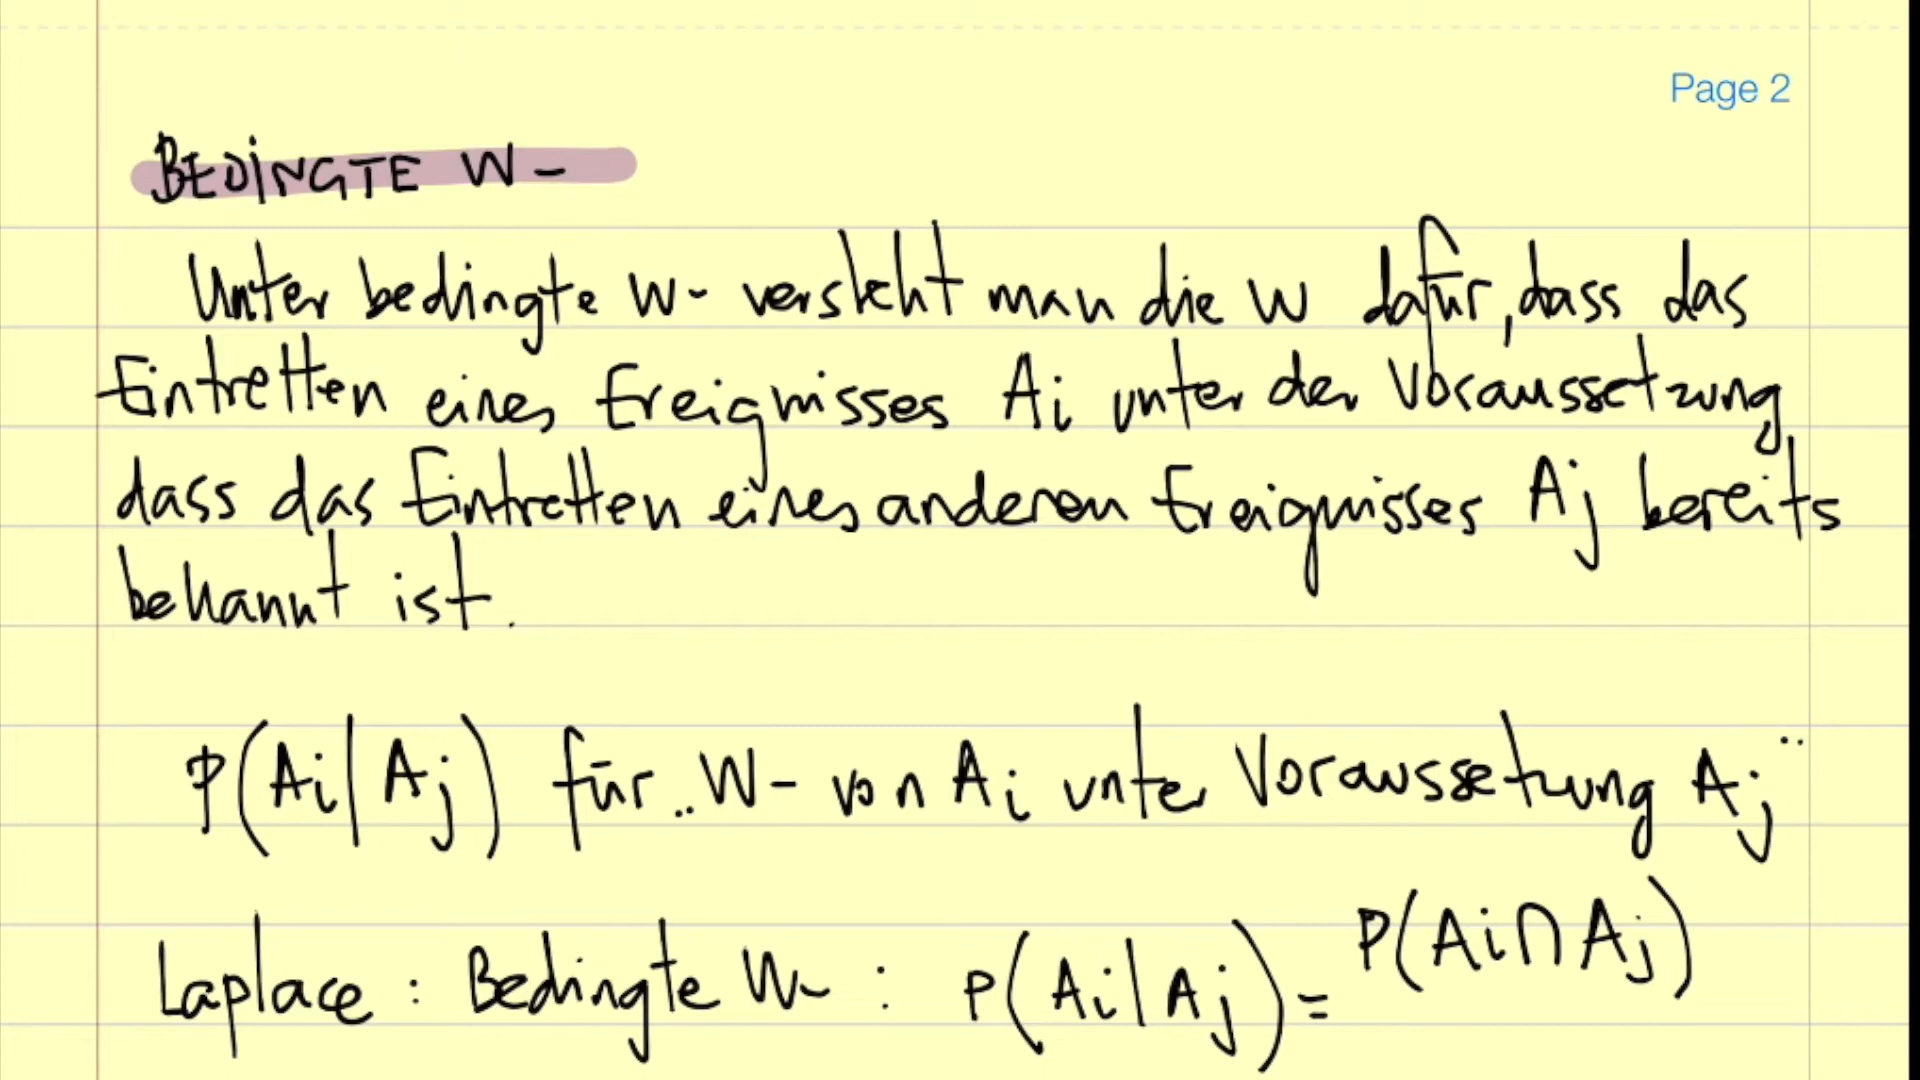 Page 2
BEDINGTE W-
Unter bedingte W- versteht man die W dafür, dass das
Eintretten eines Ereignisses Ai unter der Voraussetzung
dass das Eintretten eines anderen Ereignisses Aj bereits
bekannt ist.
P(Ai|Aj) für „W- von Ai unter Voraussetzung Aj"
Laplace: Bedingte W- : P(Ai|Aj) = P(Ai∩Aj)